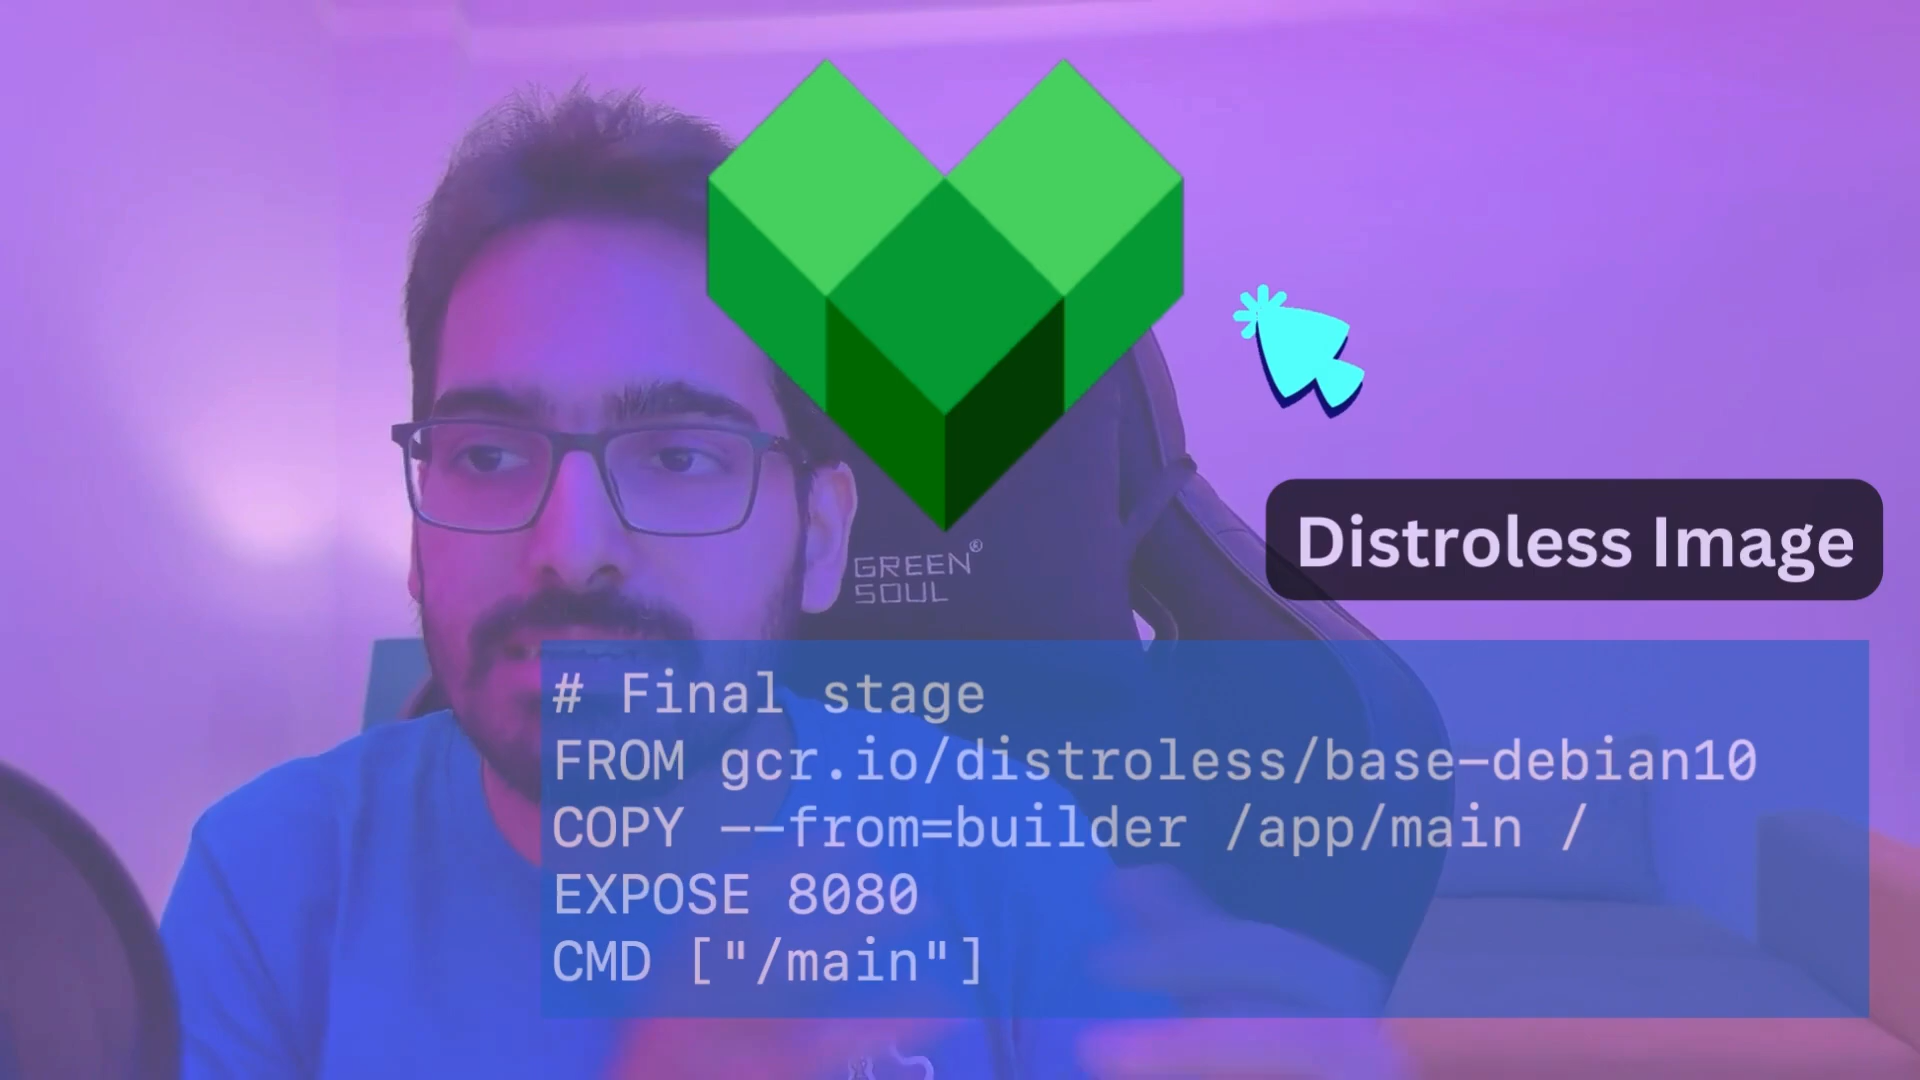 GREEN®
SOUL
Distroless Image
# Final stage
FROM gcr.io/distroless/base-debian10
COPY --from=builder /app/main /
EXPOSE 8080
CMD ["/main"]